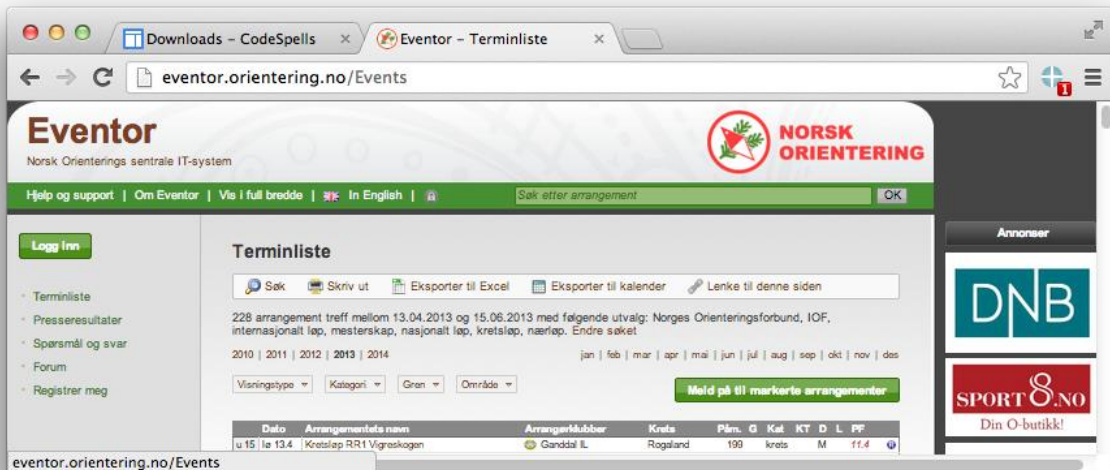 Downloads – CodeSpells × Eventor – Terminliste ×
eventor.orientering.no/Events
1
Eventor
Norsk Orienterings sentrale IT-system
NORSK
ORIENTERING
Hjelp og support | Om Eventor | Vis i full bredde | In English |
Søk etter arrangement OK
Logg inn
Terminliste
Presseresultater
Spørsmål og svar
Forum
Registrer meg
Terminliste
Søk Skriv ut Eksporter til Excel Eksporter til kalender Lenke til denne siden
228 arrangement treff mellom 13.04.2013 og 15.06.2013 med følgende utvalg: Norges Orienteringsforbund, IOF,
internasjonalt løp, mesterskap, nasjonalt løp, kretsløp, nærløp. Endre søket
2010 | 2011 | 2012 | 2013 | 2014 jan | feb | mar | apr | mai | jun | jul | aug | sep | okt | nov | des
Visningstype Kategori Gren Område Meld på til markerte arrangementer
Dato Arrangementets navn Arrangørklubber Krets Påm. G Kat KT D L PF
u 15 lø 13.4 Kretsløp RR1 Vigreskogen Ganddal IL Rogaland 199 krets M 11.4
Annonser
DNB
SPORT8.NO
Din O-butikk!
eventor.orientering.no/Events